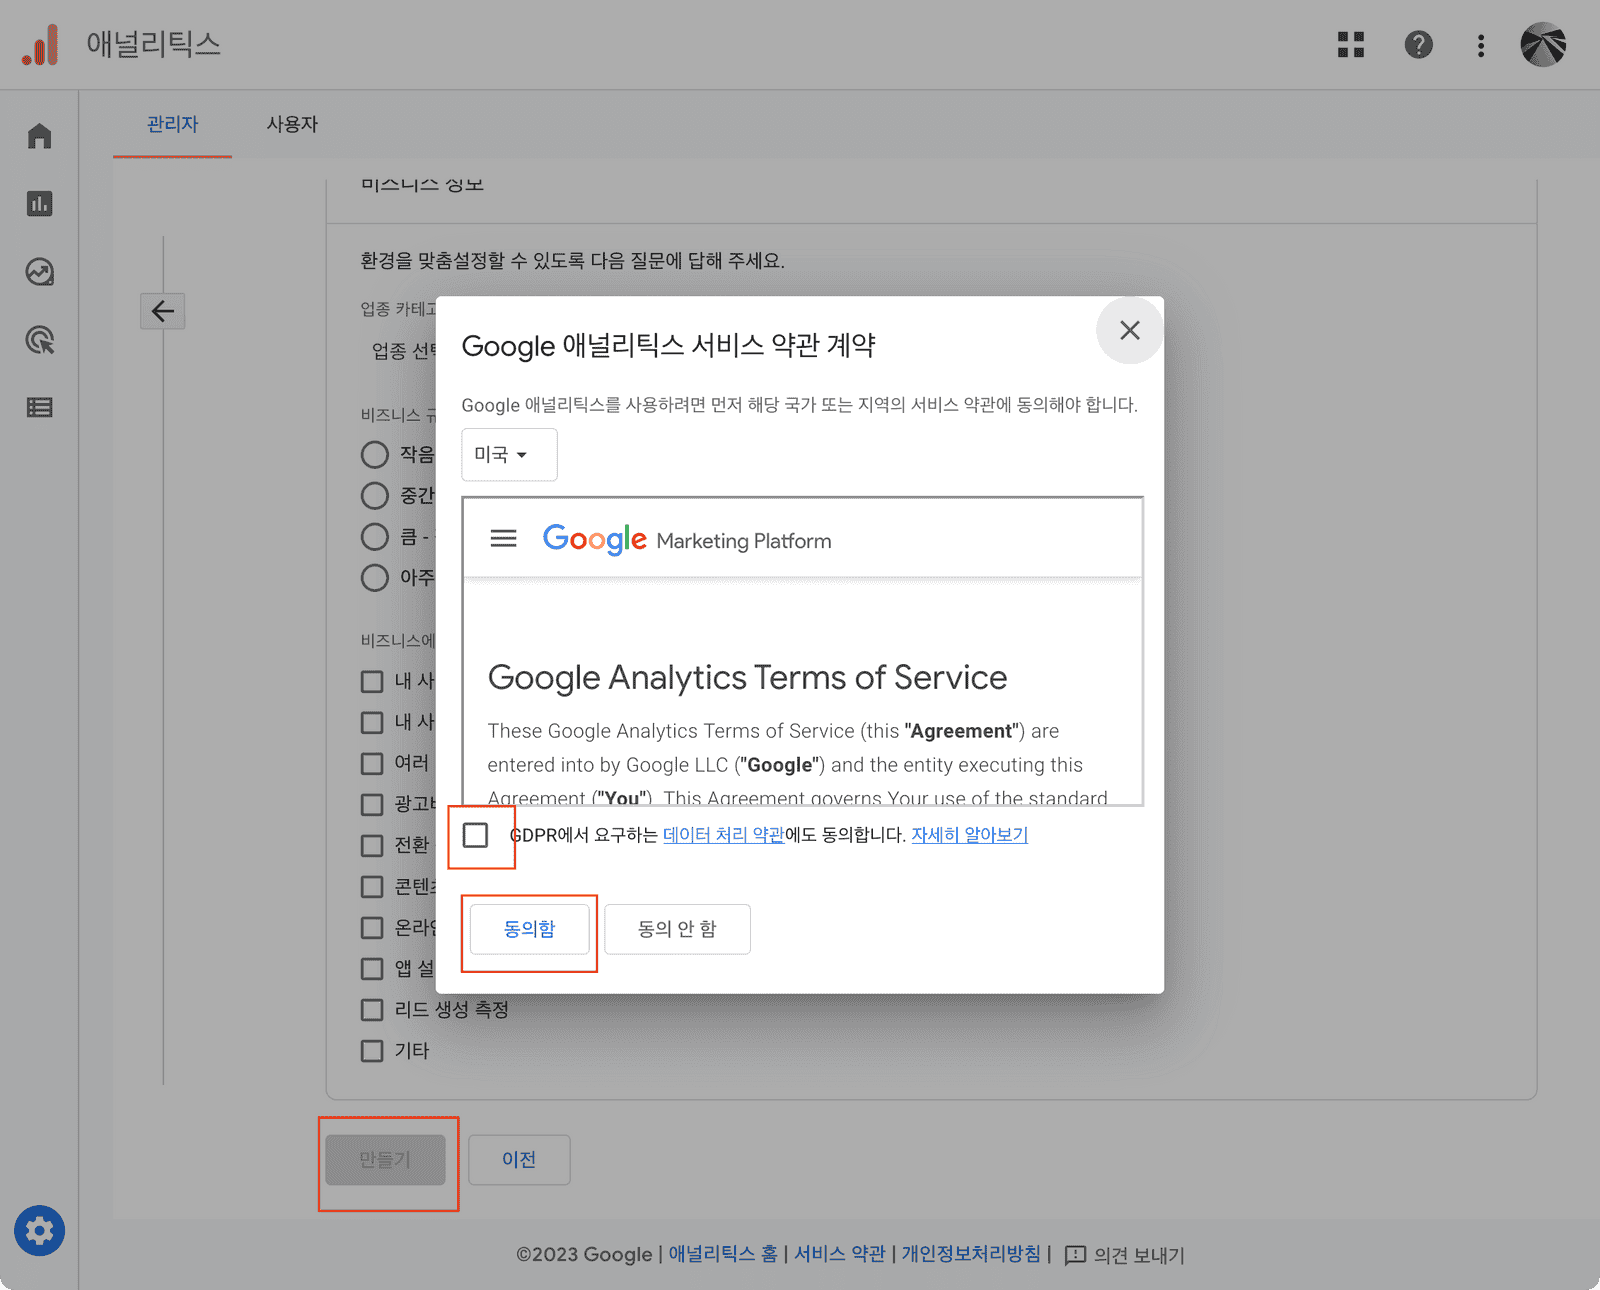 애널리틱스
관리자
사용자
비즈니스 정보
환경을 맞춤설정할 수 있도록 다음 질문에 답해 주세요.
업종 카테고
업종 선택
비즈니스 규
작음
중간
큼 -
아주
비즈니스에
내 사
내 사
여러
광고비
전환
콘텐츠
온라인
앱 설
리드 생성 측정
기타
Google 애널리틱스 서비스 약관 계약
Google 애널리틱스를 사용하려면 먼저 해당 국가 또는 지역의 서비스 약관에 동의해야 합니다.
미국
Google Marketing Platform
Google Analytics Terms of Service
These Google Analytics Terms of Service (this "Agreement") are
entered into by Google LLC ("Google") and the entity executing this
Agreement ("You"). This Agreement governs Your use of the standard
GDPR에서 요구하는 데이터 처리 약관에도 동의합니다. 자세히 알아보기
동의함
동의 안 함
만들기
이전
©2023 Google | 애널리틱스 홈 | 서비스 약관 | 개인정보처리방침 | 의견 보내기